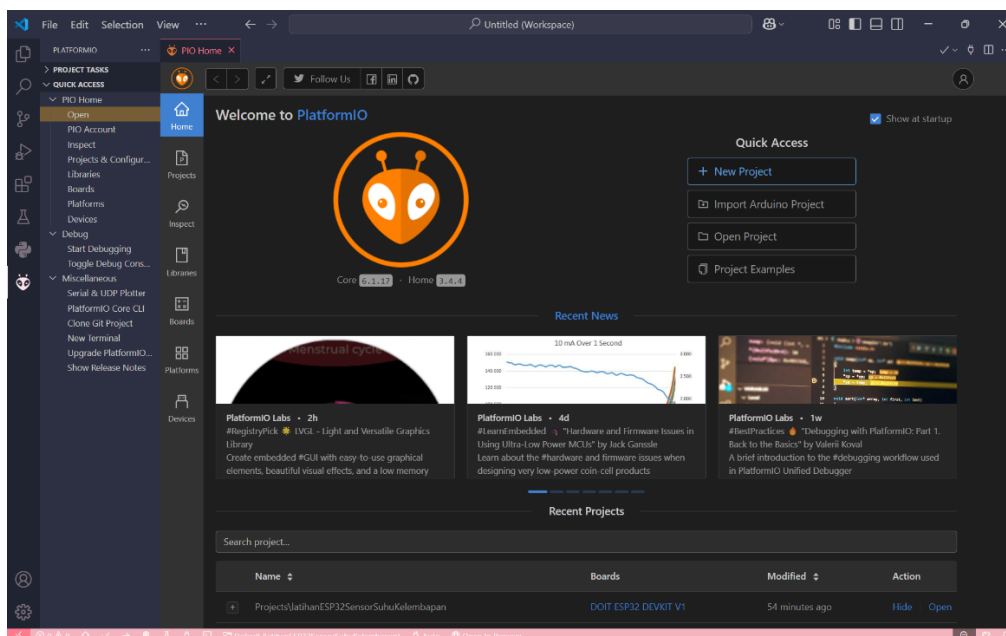 File Edit Selection View ··· Untitled (Workspace)
PLATFORMIO ···
PIO Home
PROJECT TASKS
QUICK ACCESS
PIO Home
Open
PIO Account
Inspect
Projects & Configur...
Libraries
Boards
Platforms
Devices
Debug
Start Debugging
Toggle Debug Cons...
Miscellaneous
Serial & UDP Plotter
PlatformIO Core CLI
Clone Git Project
New Terminal
Upgrade PlatformIO...
Show Release Notes
Home
Projects
Inspect
Libraries
Boards
Platforms
Devices
Follow Us
Welcome to PlatformIO
Show at startup
Core 6.1.17 · Home 3.4.4
Quick Access
+ New Project
Import Arduino Project
Open Project
Project Examples
Recent News
Menstrual cycle
PlatformIO Labs • 2h
#RegistryPick LVGL - Light and Versatile Graphics
Library
Create embedded #GUI with easy-to-use graphical
elements, beautiful visual effects, and a low memory
10 mA Over 1 Second
PlatformIO Labs • 4d
#LearnEmbedded "Hardware and Firmware Issues in
Using Ultra-Low Power MCUs" by Jack Ganssle
Learn about the #hardware and firmware issues when
designing very low-power coin-cell products
PlatformIO Labs • 1w
#BestPractices "Debugging with PlatformIO: Part 1.
Back to the Basics" by Valerii Koval
A brief introduction to the #debugging workflow used
in PlatformIO Unified Debugger
Recent Projects
Search project...
Name Boards Modified Action
Projects\latihanESP32SensorSuhuKelembapan DOIT ESP32 DEVKIT V1 54 minutes ago Hide Open